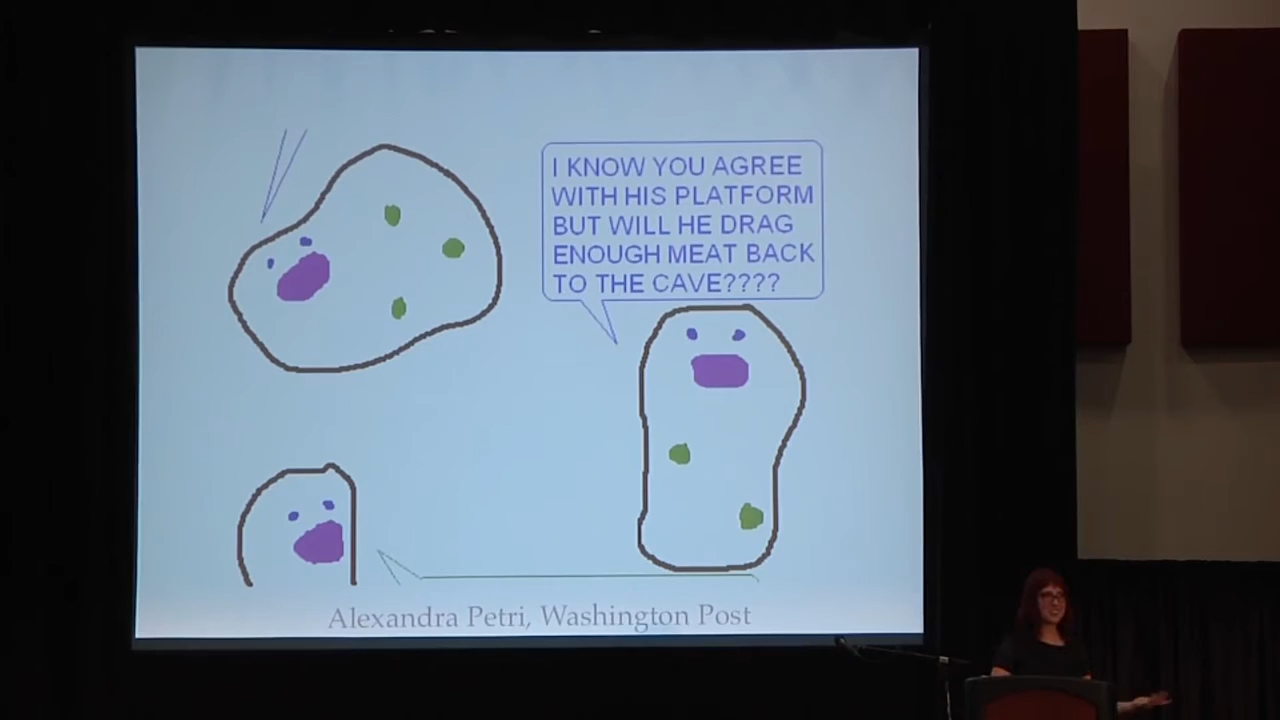 I KNOW YOU AGREE
WITH HIS PLATFORM
BUT WILL HE DRAG
ENOUGH MEAT BACK
TO THE CAVE????
Alexandra Petri, Washington Post